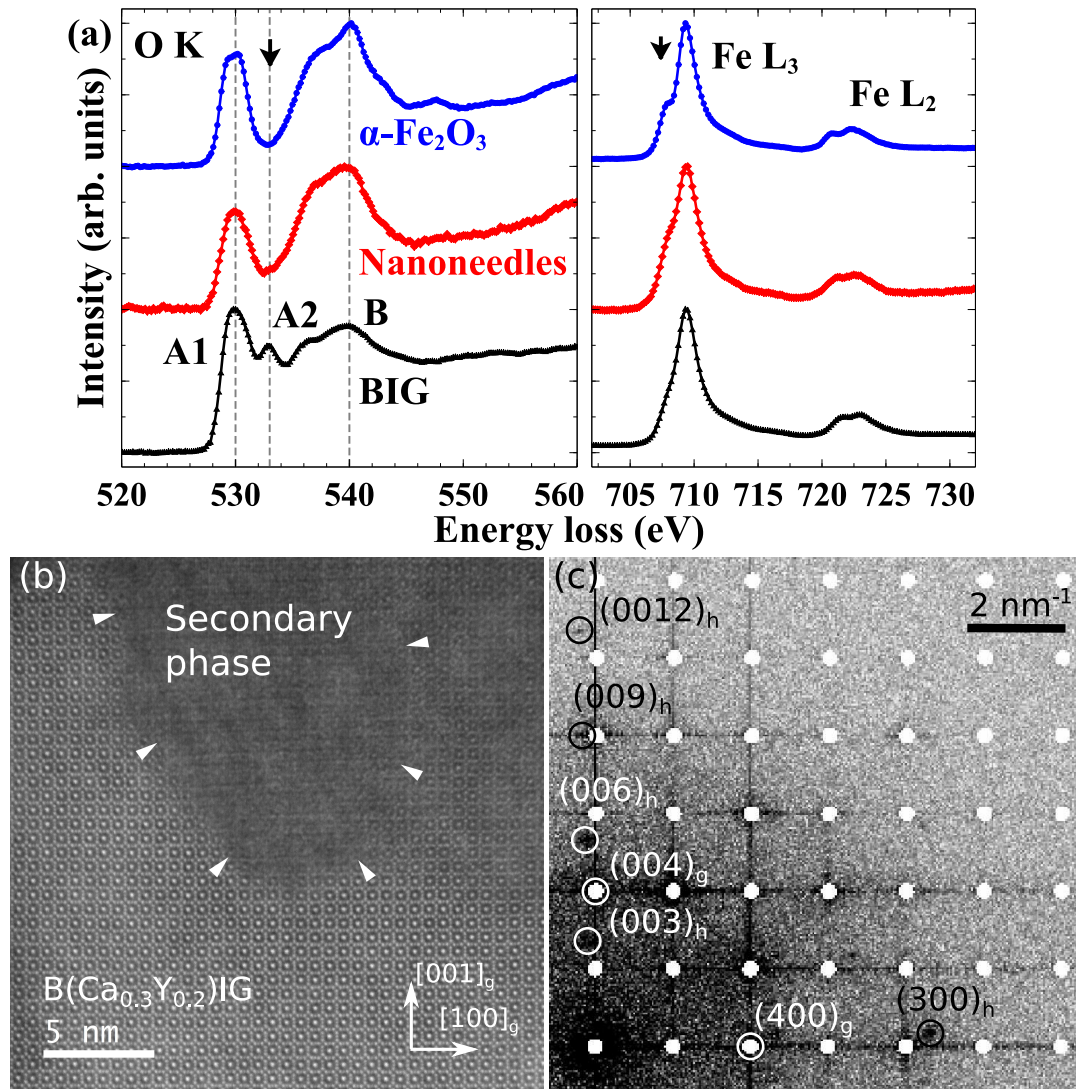 (a)
O K
Fe L₃
Fe L₂
α-Fe₂O₃
Nanoneedles
A1
A2
B
BIG
Intensity (arb. units)
520 530 540 550 560 705 710 715 720 725 730
Energy loss (eV)
(b)
Secondary
phase
B(Ca₀.₃Y₀.₂)IG
5 nm
[001]g
[100]g
(c)
(0012)h
2 nm⁻¹
(009)h
(006)h
(004)g
(003)h
(300)h
(400)g